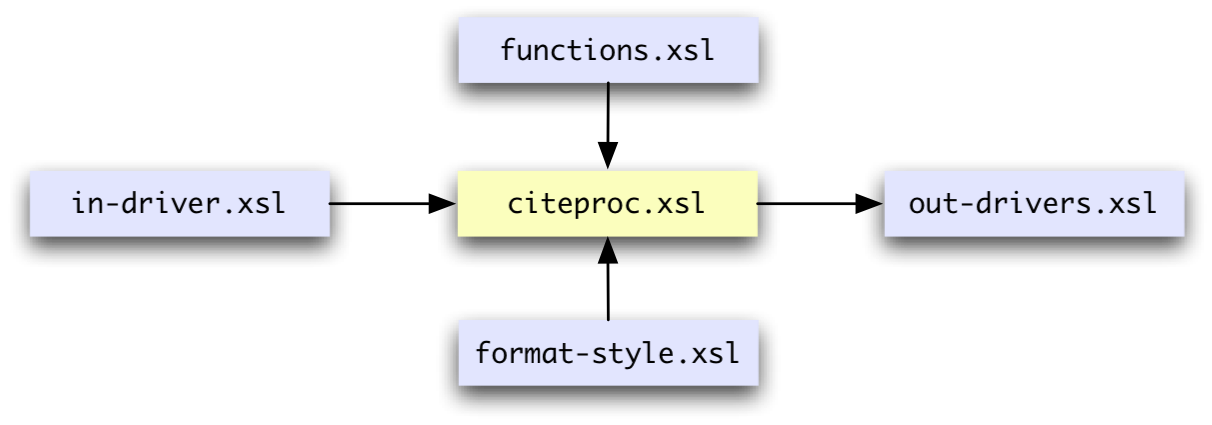 functions.xsl
in-driver.xsl
citeproc.xsl
out-drivers.xsl
format-style.xsl